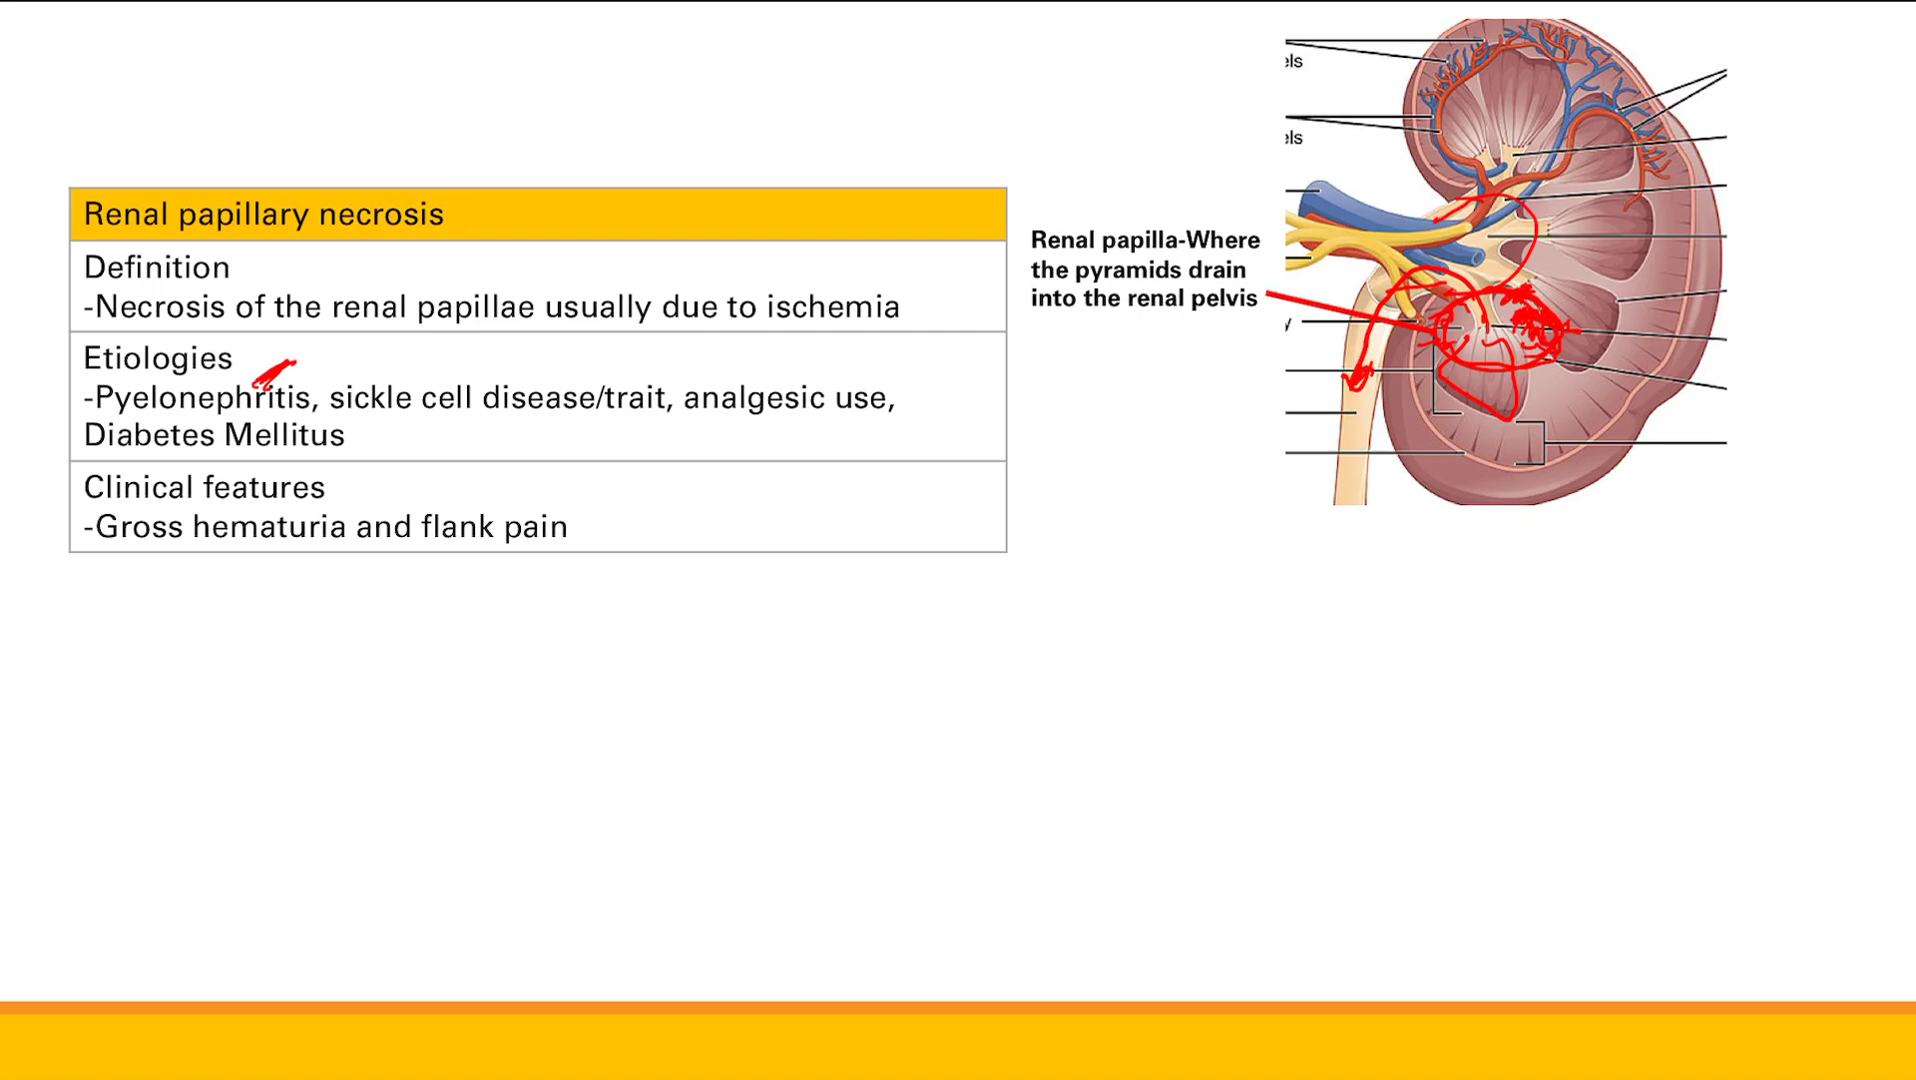 Renal papillary necrosis
Definition
-Necrosis of the renal papillae usually due to ischemia
Etiologies
-Pyelonephritis, sickle cell disease/trait, analgesic use,
Diabetes Mellitus
Clinical features
-Gross hematuria and flank pain
Renal papilla-Where
the pyramids drain
into the renal pelvis
els
els
y